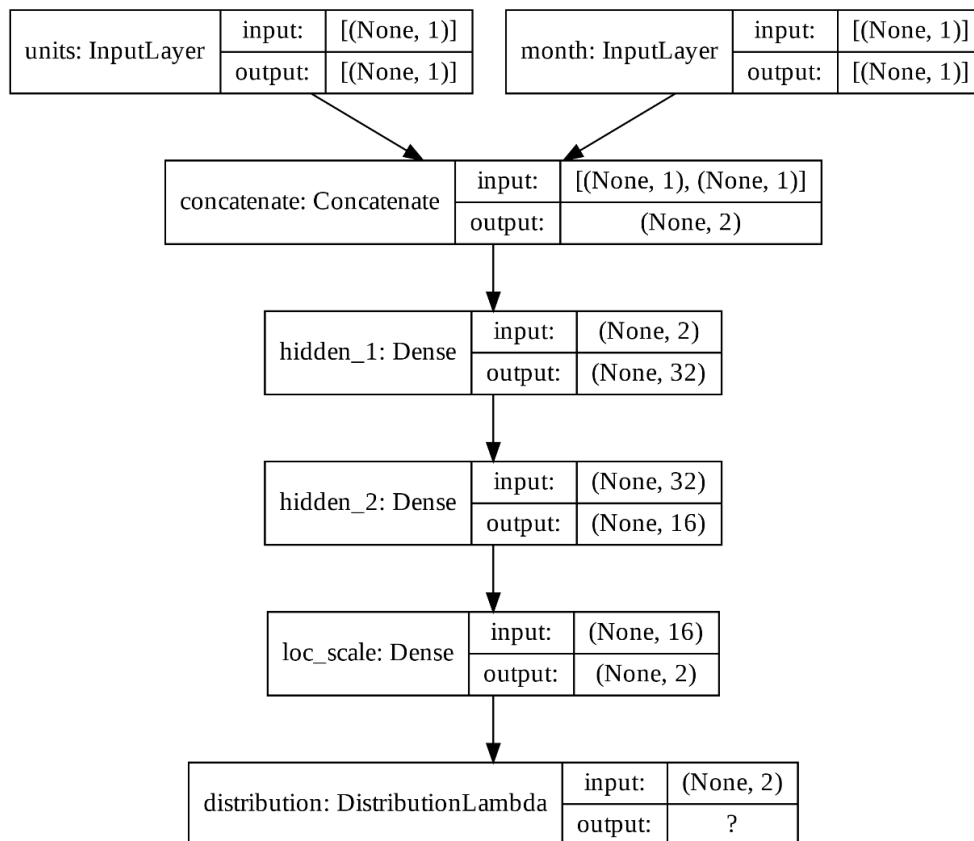 units: InputLayer
input:
[(None, 1)]
output:
[(None, 1)]
month: InputLayer
input:
[(None, 1)]
output:
[(None, 1)]
concatenate: Concatenate
input:
[(None, 1), (None, 1)]
output:
(None, 2)
hidden_1: Dense
input:
(None, 2)
output:
(None, 32)
hidden_2: Dense
input:
(None, 32)
output:
(None, 16)
loc_scale: Dense
input:
(None, 16)
output:
(None, 2)
distribution: DistributionLambda
input:
(None, 2)
output:
?